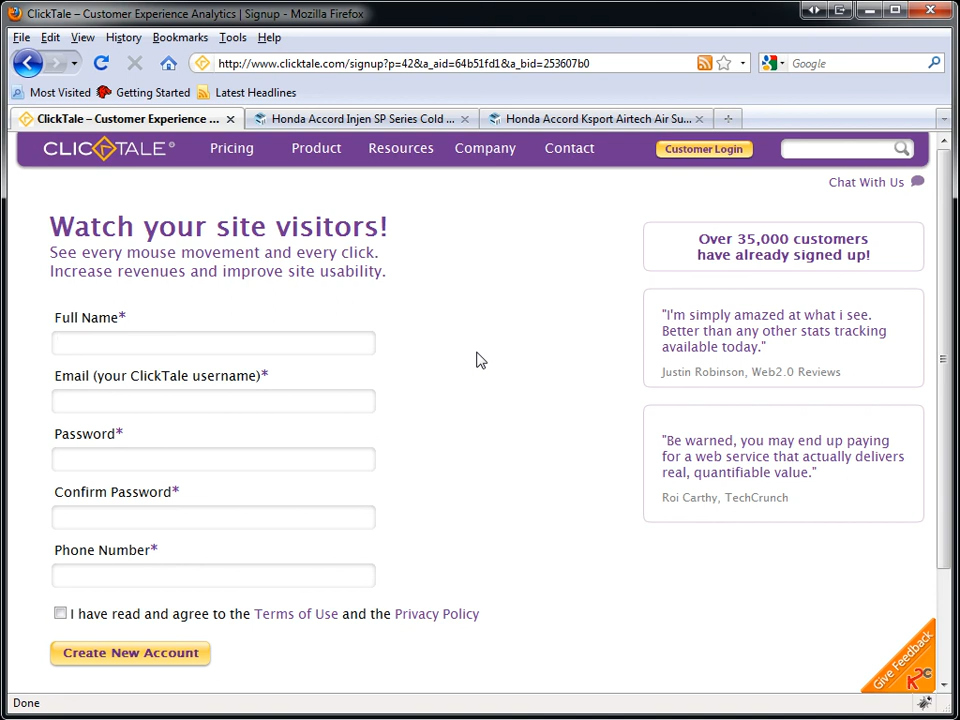 ClickTale – Customer Experience Analytics | Signup - Mozilla Firefox
File Edit View History Bookmarks Tools Help
http://www.clicktale.com/signup?p=42&a_aid=64b51fd1&a_bid=253607b0
Google
Most Visited Getting Started Latest Headlines
ClickTale – Customer Experience ... Honda Accord Injen SP Series Cold ... Honda Accord Ksport Airtech Air Su...
CLICKTALE® Pricing Product Resources Company Contact Customer Login
Chat With Us
Watch your site visitors!
See every mouse movement and every click.
Increase revenues and improve site usability.
Full Name*
Email (your ClickTale username)*
Password*
Confirm Password*
Phone Number*
I have read and agree to the Terms of Use and the Privacy Policy
Create New Account
Over 35,000 customers
have already signed up!
"I'm simply amazed at what i see.
Better than any other stats tracking
available today."
Justin Robinson, Web2.0 Reviews
"Be warned, you may end up paying
for a web service that actually delivers
real, quantifiable value."
Roi Carthy, TechCrunch
Give Feedback
Done